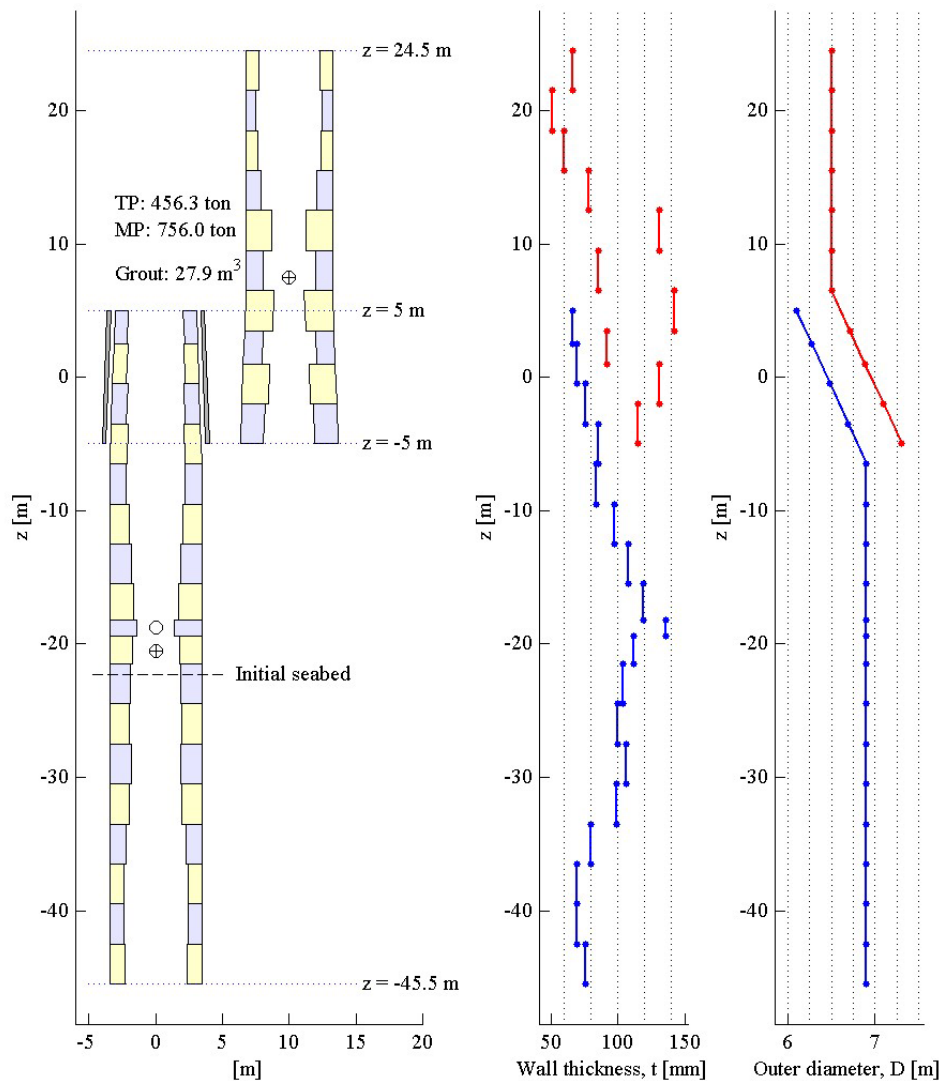 z = 24.5 m
TP: 456.3 ton
MP: 756.0 ton
Grout: 27.9 m³
z = 5 m
z = -5 m
Initial seabed
z = -45.5 m
z [m]
20
10
0
-10
-20
-30
-40
-5 0 5 10 15 20
[m]
z [m]
20
10
0
-10
-20
-30
-40
50 100 150
Wall thickness, t [mm]
z [m]
20
10
0
-10
-20
-30
-40
6 7
Outer diameter, D [m]